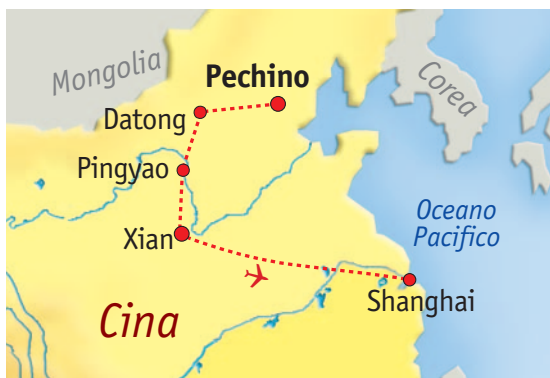 Mongolia
Pechino
Corea
Datong
Pingyao
Oceano
Pacifico
Xian
Shanghai
Cina